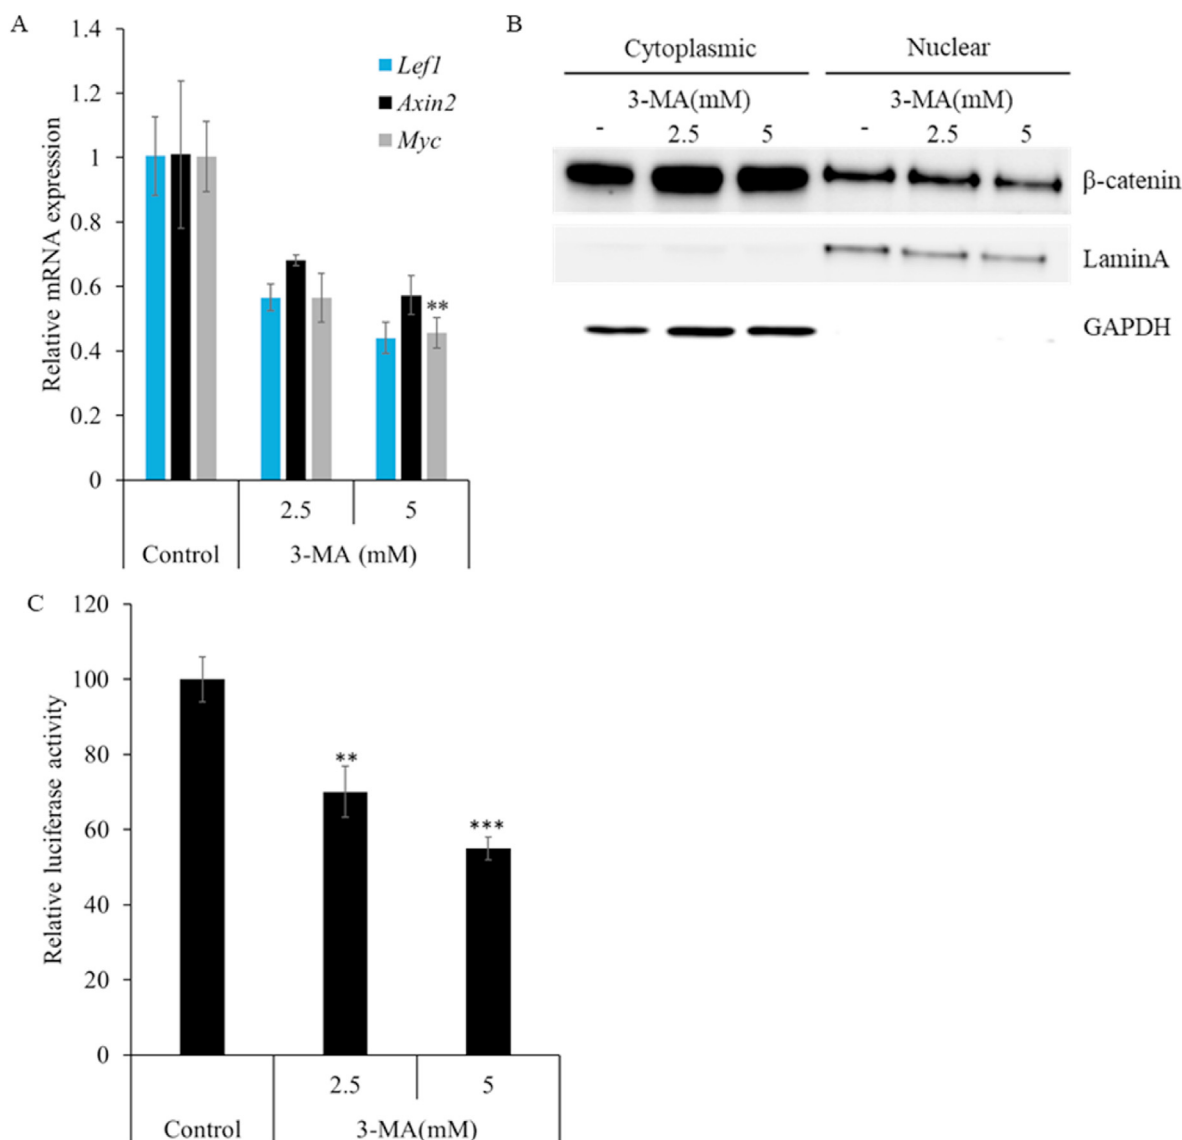 A
1.4
1.2
1
0.8
0.6
0.4
0.2
0
Relative mRNA expression
Lef1
Axin2
Myc
**
2.5 5
Control 3-MA (mM)
B
Cytoplasmic Nuclear
3-MA(mM) 3-MA(mM)
- 2.5 5 - 2.5 5
β-catenin
LaminA
GAPDH
C
120
100
80
60
40
20
0
Relative luciferase activity
**
***
2.5 5
Control 3-MA(mM)